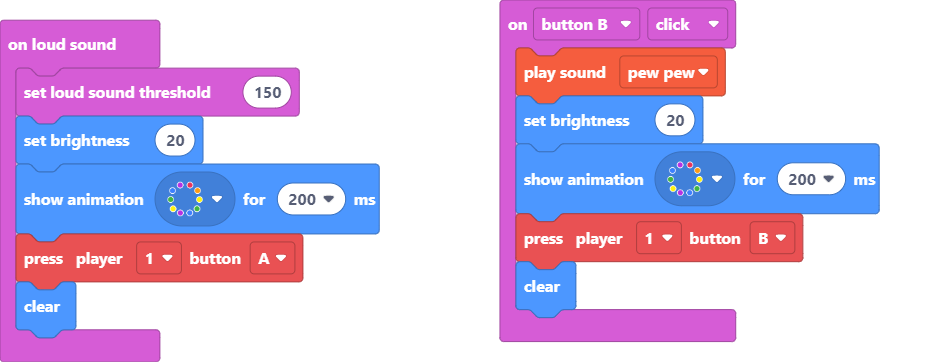 on loud sound
set loud sound threshold 150
set brightness 20
show animation for 200 ms
press player 1 button A
clear
on button B click
play sound pew pew
set brightness 20
show animation for 200 ms
press player 1 button B
clear